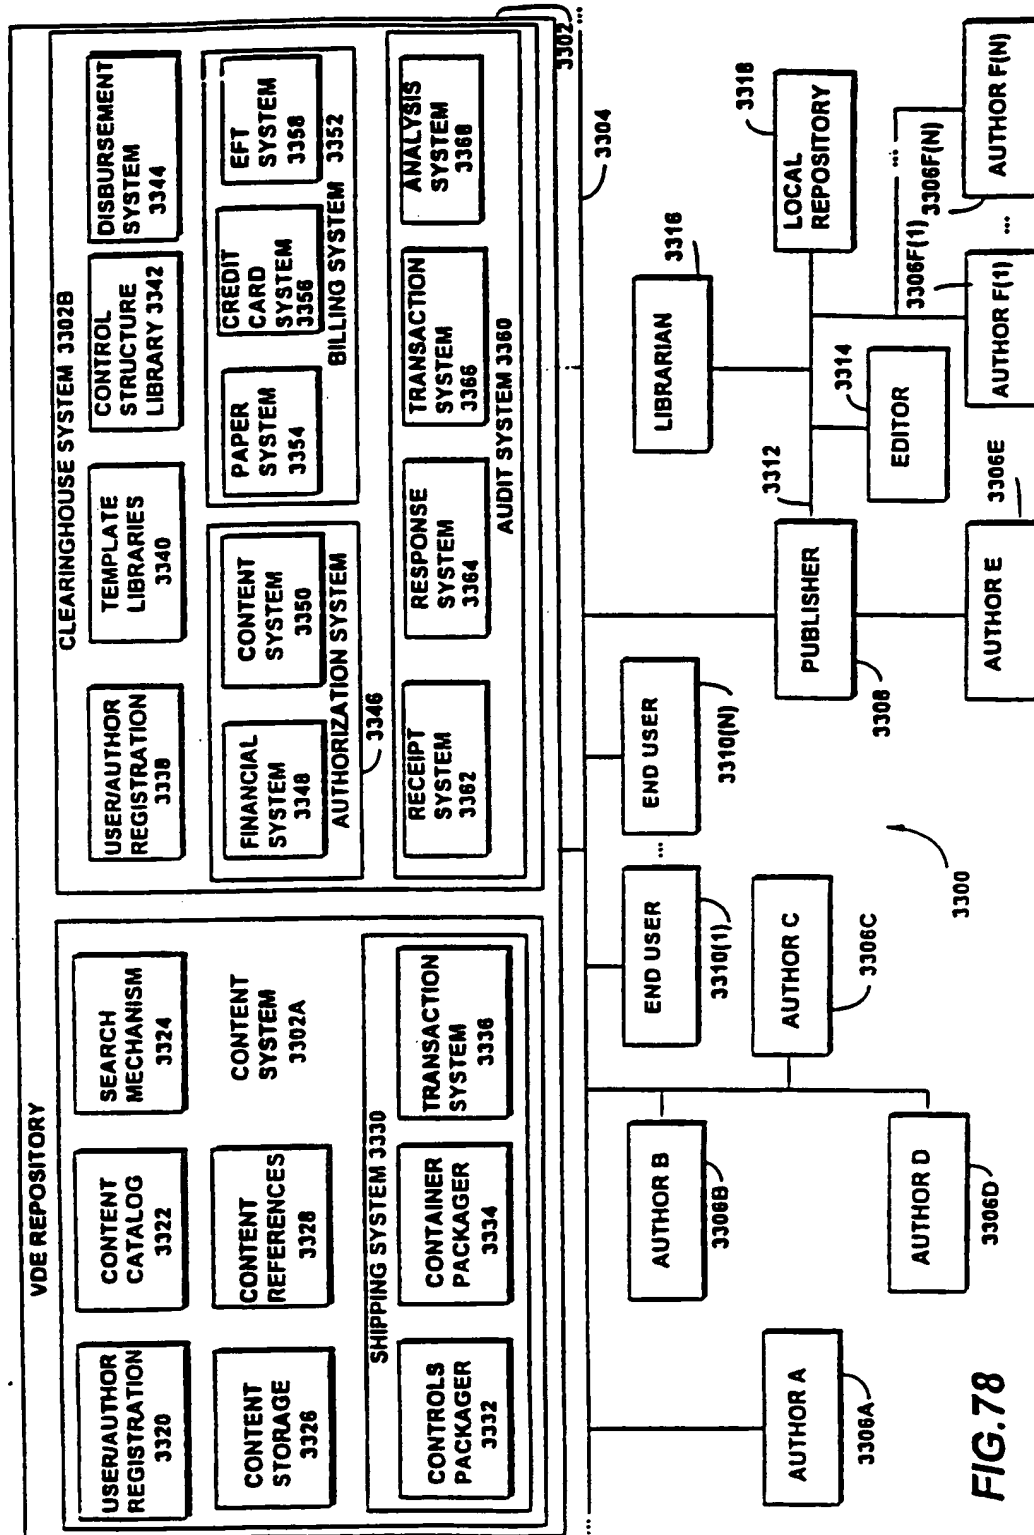 VDE REPOSITORY
USER/AUTHOR
REGISTRATION
3320
CONTENT
CATALOG
3322
SEARCH
MECHANISM
3324
CONTENT
STORAGE
3326
CONTENT
REFERENCES
3328
CONTENT
SYSTEM
3302A
SHIPPING SYSTEM 3330
CONTROLS
PACKAGER
3332
CONTAINER
PACKAGER
3334
TRANSACTION
SYSTEM
3336
CLEARINGHOUSE SYSTEM 3302B
USER/AUTHOR
REGISTRATION
3338
TEMPLATE
LIBRARIES
3340
CONTROL
STRUCTURE
LIBRARY 3342
DISBURSEMENT
SYSTEM
3344
FINANCIAL
SYSTEM
3348
CONTENT
SYSTEM
3350
AUTHORIZATION SYSTEM
3346
PAPER
SYSTEM
3354
CREDIT
CARD
SYSTEM
3356
EFT
SYSTEM
3358
BILLING SYSTEM 3352
RECEIPT
SYSTEM
3362
RESPONSE
SYSTEM
3364
TRANSACTION
SYSTEM
3366
ANALYSIS
SYSTEM
3368
AUDIT SYSTEM 3360
3302
...
...
3304
AUTHOR A
3306A
AUTHOR B
3306B
AUTHOR C
3306C
AUTHOR D
3306D
END USER
3310(1)
...
END USER
3310(N)
3300
PUBLISHER
3308
3312
LIBRARIAN
3316
LOCAL
REPOSITORY
3318
EDITOR
3314
AUTHOR E
3306E
AUTHOR F(1)
3306F(1)
...
...
AUTHOR F(N)
3306F(N)
FIG.78